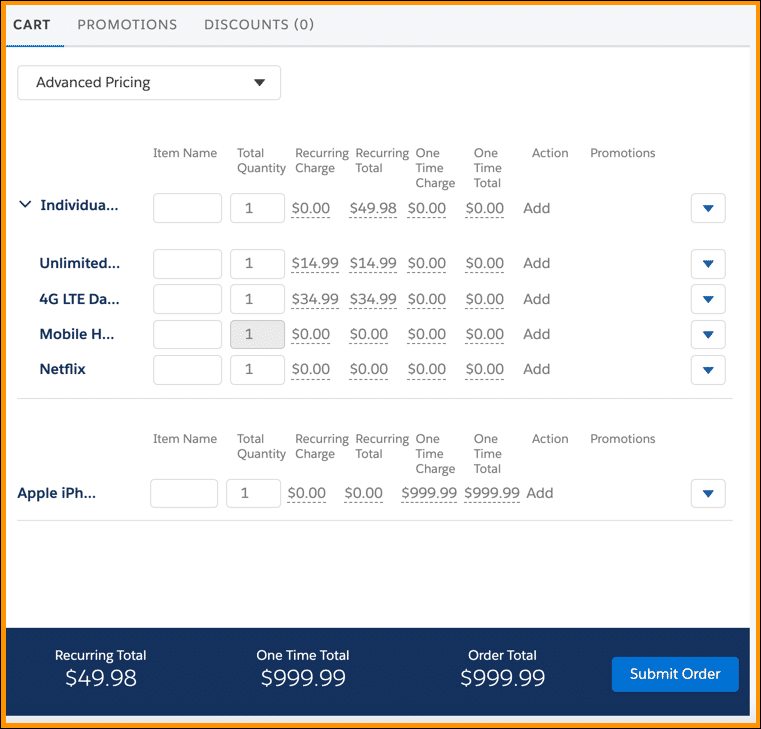 CART PROMOTIONS DISCOUNTS (0)
Advanced Pricing
Item Name Total Quantity Recurring Charge Recurring Total One Time Charge One Time Total Action Promotions
Individua... 1 $0.00 $49.98 $0.00 $0.00 Add
Unlimited... 1 $14.99 $14.99 $0.00 $0.00 Add
4G LTE Da... 1 $34.99 $34.99 $0.00 $0.00 Add
Mobile H... 1 $0.00 $0.00 $0.00 $0.00 Add
Netflix 1 $0.00 $0.00 $0.00 $0.00 Add
Item Name Total Quantity Recurring Charge Recurring Total One Time Charge One Time Total Action Promotions
Apple iPh... 1 $0.00 $0.00 $999.99 $999.99 Add
Recurring Total One Time Total Order Total
$49.98 $999.99 $999.99
Submit Order